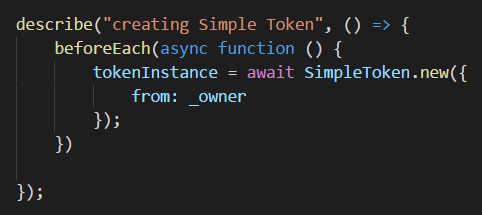 describe("creating Simple Token", () => {
    beforeEach(async function () {
        tokenInstance = await SimpleToken.new({
            from: _owner
        });
    })
});